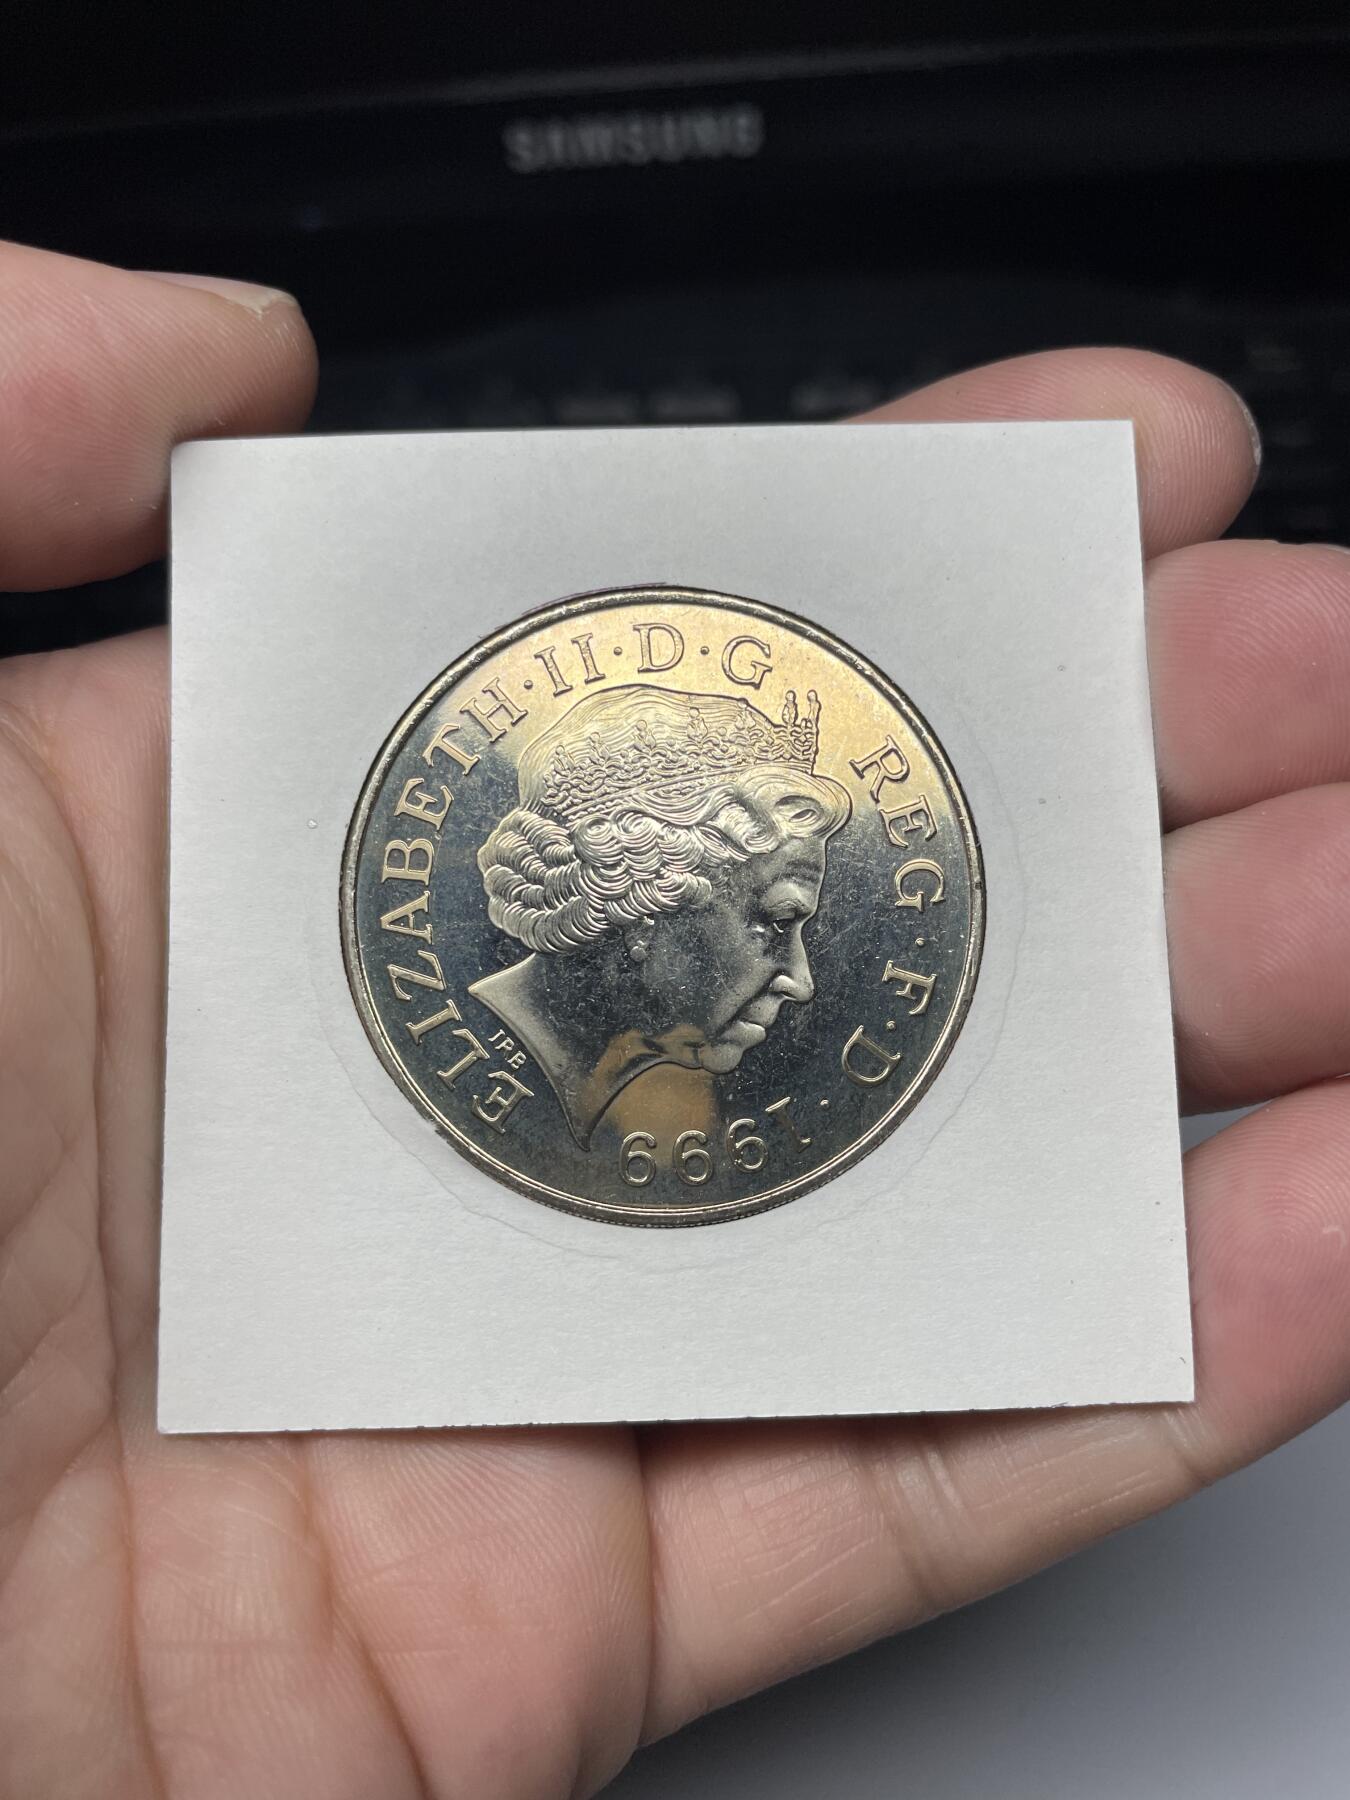 SAMSUNG
ELIZABETH·II·D·G
REG·F·D·1999
IRB